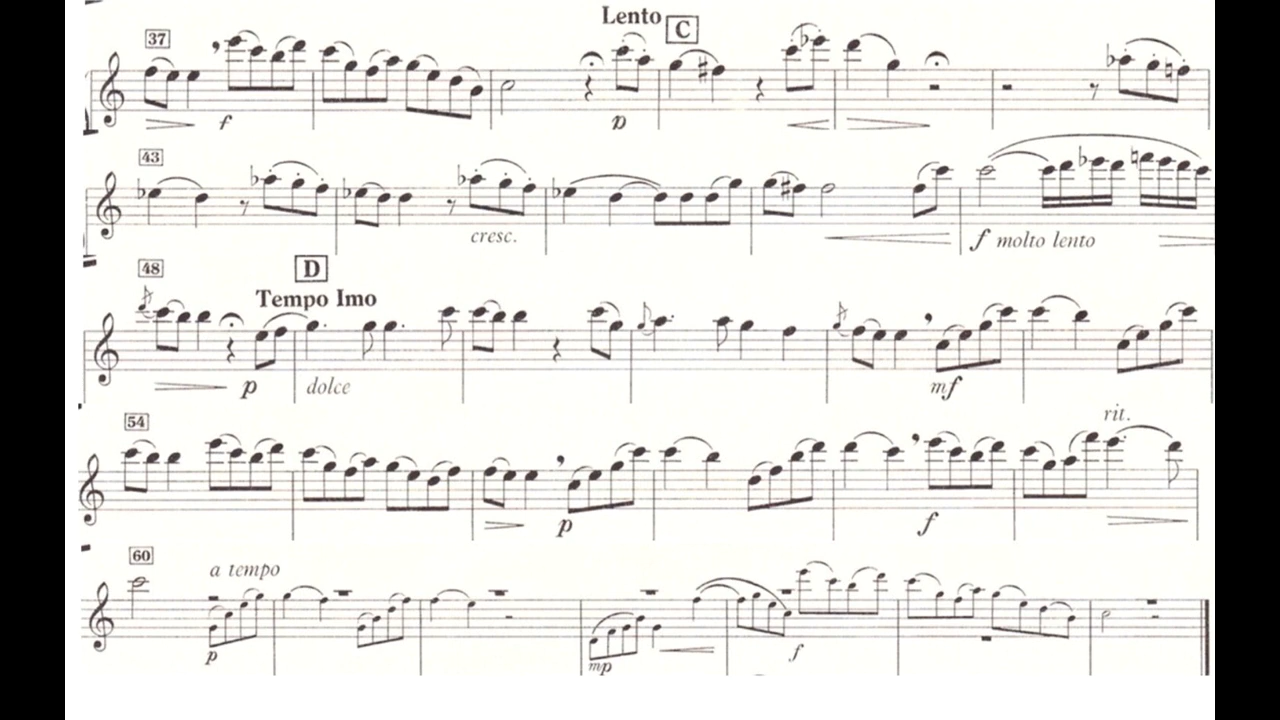 Lento C
37
f p
43
cresc. f molto lento
48 D
Tempo Imo
p dolce mf
54 rit.
p f
60 a tempo
p mp f